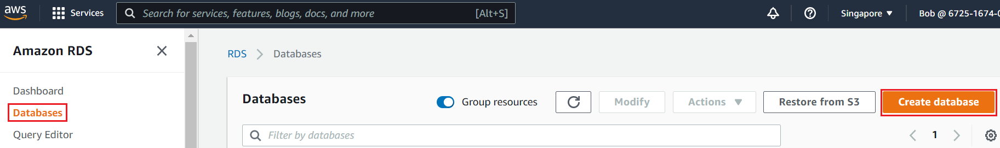 aws Services Search for services, features, blogs, docs, and more [Alt+S] Singapore ▼ Bob @ 6725-1674-0
Amazon RDS
Dashboard
Databases
Query Editor
RDS > Databases
Databases Group resources Modify Actions ▼ Restore from S3 Create database
Filter by databases < 1 >